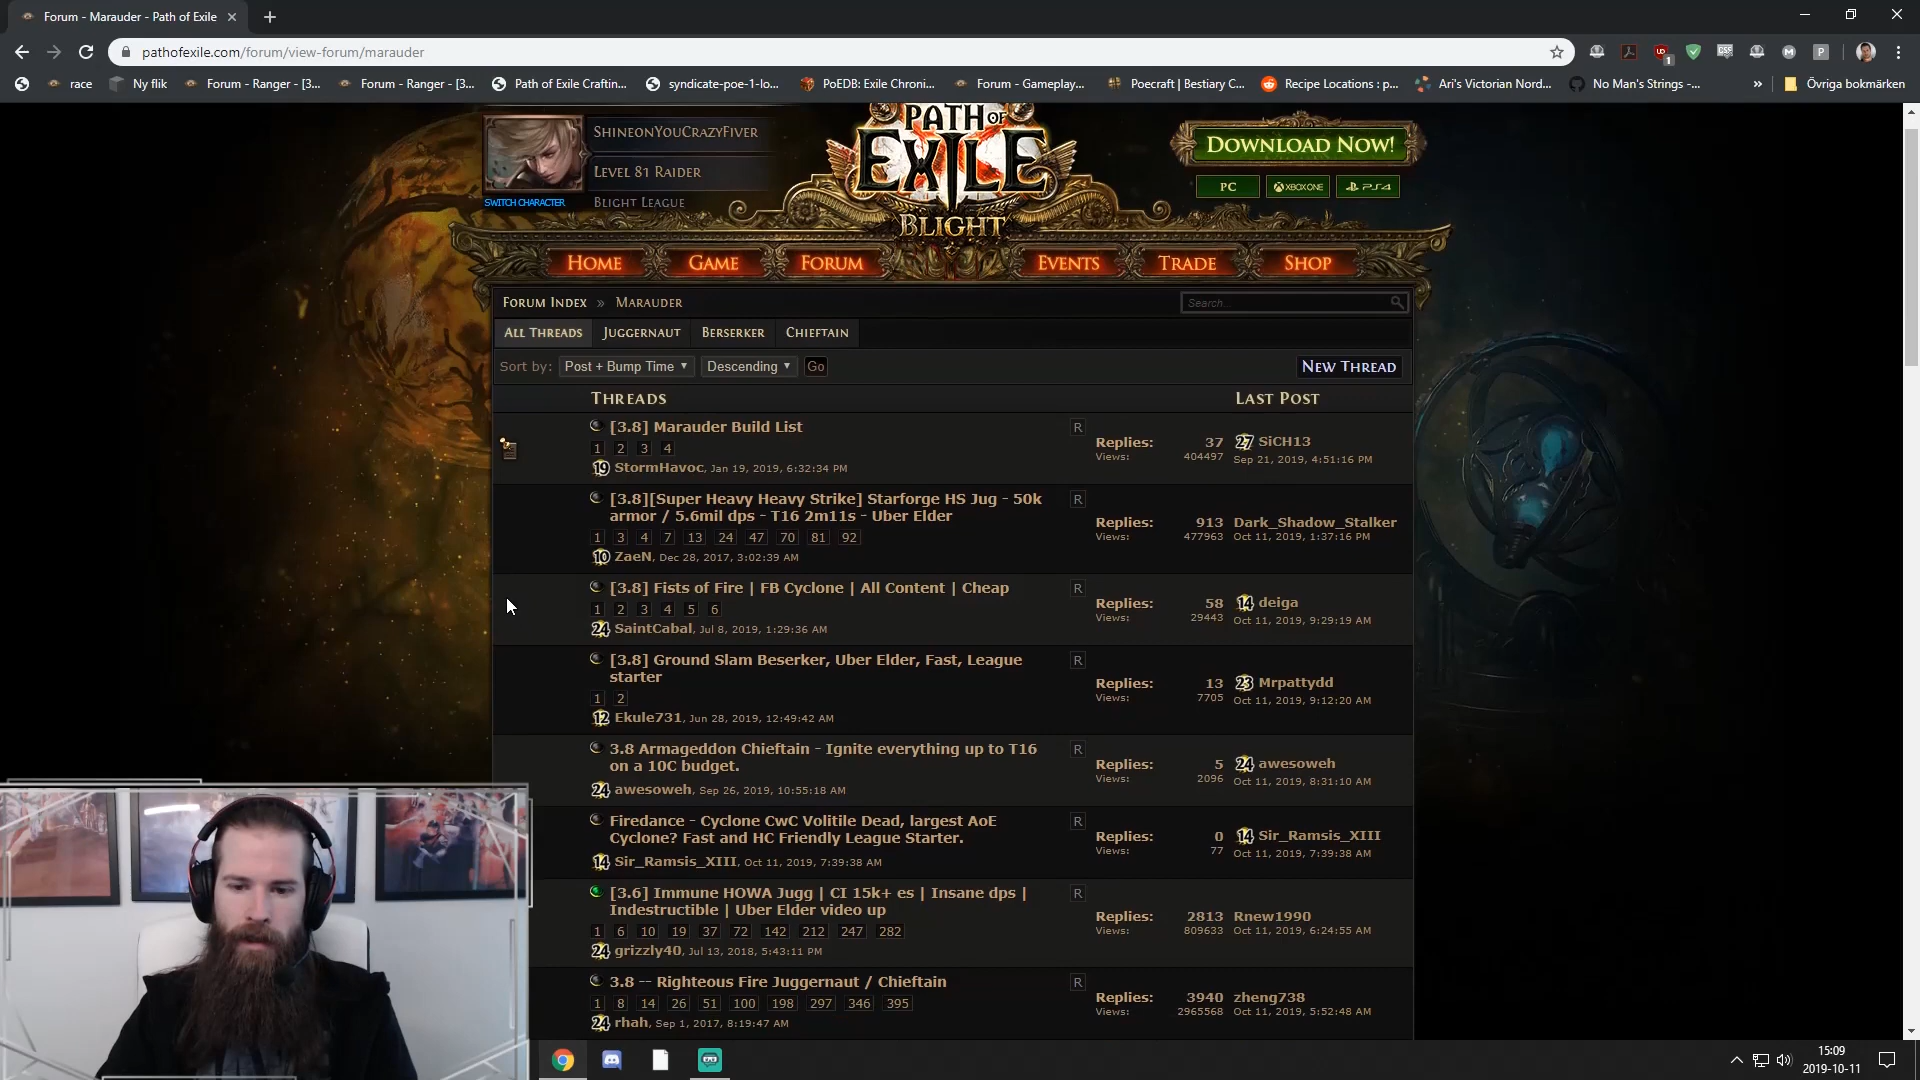 Forum - Marauder - Path of Exile
pathofexile.com/forum/view-forum/marauder
race
Ny flik
Forum - Ranger - [3...
Forum - Ranger - [3...
Path of Exile Craftin...
syndicate-poe-1-lo...
PoEDB: Exile Chroni...
Forum - Gameplay...
Poecraft | Bestiary C...
Recipe Locations : p...
Ari's Victorian Nord...
No Man's Strings -...
»
Övriga bokmärken
ShineonYouCrazyFiver
Level 81 Raider
SWITCH CHARACTER
Blight League
PATH OF EXILE
BLIGHT
Download Now!
PC
XBOX ONE
PS4
Home
Game
Forum
Events
Trade
Shop
Forum Index » Marauder
Search...
All Threads
Juggernaut
Berserker
Chieftain
Sort by:
Post + Bump Time
Descending
Go
New Thread
Threads
Last Post
[3.8] Marauder Build List
R
1 2 3 4
19 StormHavoc, Jan 19, 2019, 6:32:34 PM
Replies: 37
Views: 404497
27 SiCH13
Sep 21, 2019, 4:51:16 PM
[3.8][Super Heavy Heavy Strike] Starforge HS Jug - 50k
armor / 5.6mil dps - T16 2m11s - Uber Elder
R
1 3 4 7 13 24 47 70 81 92
10 ZaeN, Dec 28, 2017, 3:02:39 AM
Replies: 913
Views: 477963
Dark_Shadow_Stalker
Oct 11, 2019, 1:37:16 PM
[3.8] Fists of Fire | FB Cyclone | All Content | Cheap
R
1 2 3 4 5 6
24 SaintCabal, Jul 8, 2019, 1:29:36 AM
Replies: 58
Views: 29443
14 deiga
Oct 11, 2019, 9:29:19 AM
[3.8] Ground Slam Beserker, Uber Elder, Fast, League
starter
R
1 2
12 Ekule731, Jun 28, 2019, 12:49:42 AM
Replies: 13
Views: 7705
23 Mrpattydd
Oct 11, 2019, 9:12:20 AM
3.8 Armageddon Chieftain - Ignite everything up to T16
on a 10C budget.
R
24 awesoweh, Sep 26, 2019, 10:55:18 AM
Replies: 5
Views: 2096
24 awesoweh
Oct 11, 2019, 8:31:10 AM
Firedance - Cyclone CwC Volitile Dead, largest AoE
Cyclone? Fast and HC Friendly League Starter.
R
14 Sir_Ramsis_XIII, Oct 11, 2019, 7:39:38 AM
Replies: 0
Views: 77
14 Sir_Ramsis_XIII
Oct 11, 2019, 7:39:38 AM
[3.6] Immune HOWA Jugg | CI 15k+ es | Insane dps |
Indestructible | Uber Elder video up
R
1 6 10 19 37 72 142 212 247 282
24 grizzly40, Jul 13, 2018, 5:43:11 PM
Replies: 2813
Views: 809633
Rnew1990
Oct 11, 2019, 6:24:55 AM
3.8 -- Righteous Fire Juggernaut / Chieftain
R
1 8 14 26 51 100 198 297 346 395
24 rhah, Sep 1, 2017, 8:19:47 AM
Replies: 3940
Views: 2965568
zheng738
Oct 11, 2019, 5:52:48 AM
15:09
2019-10-11